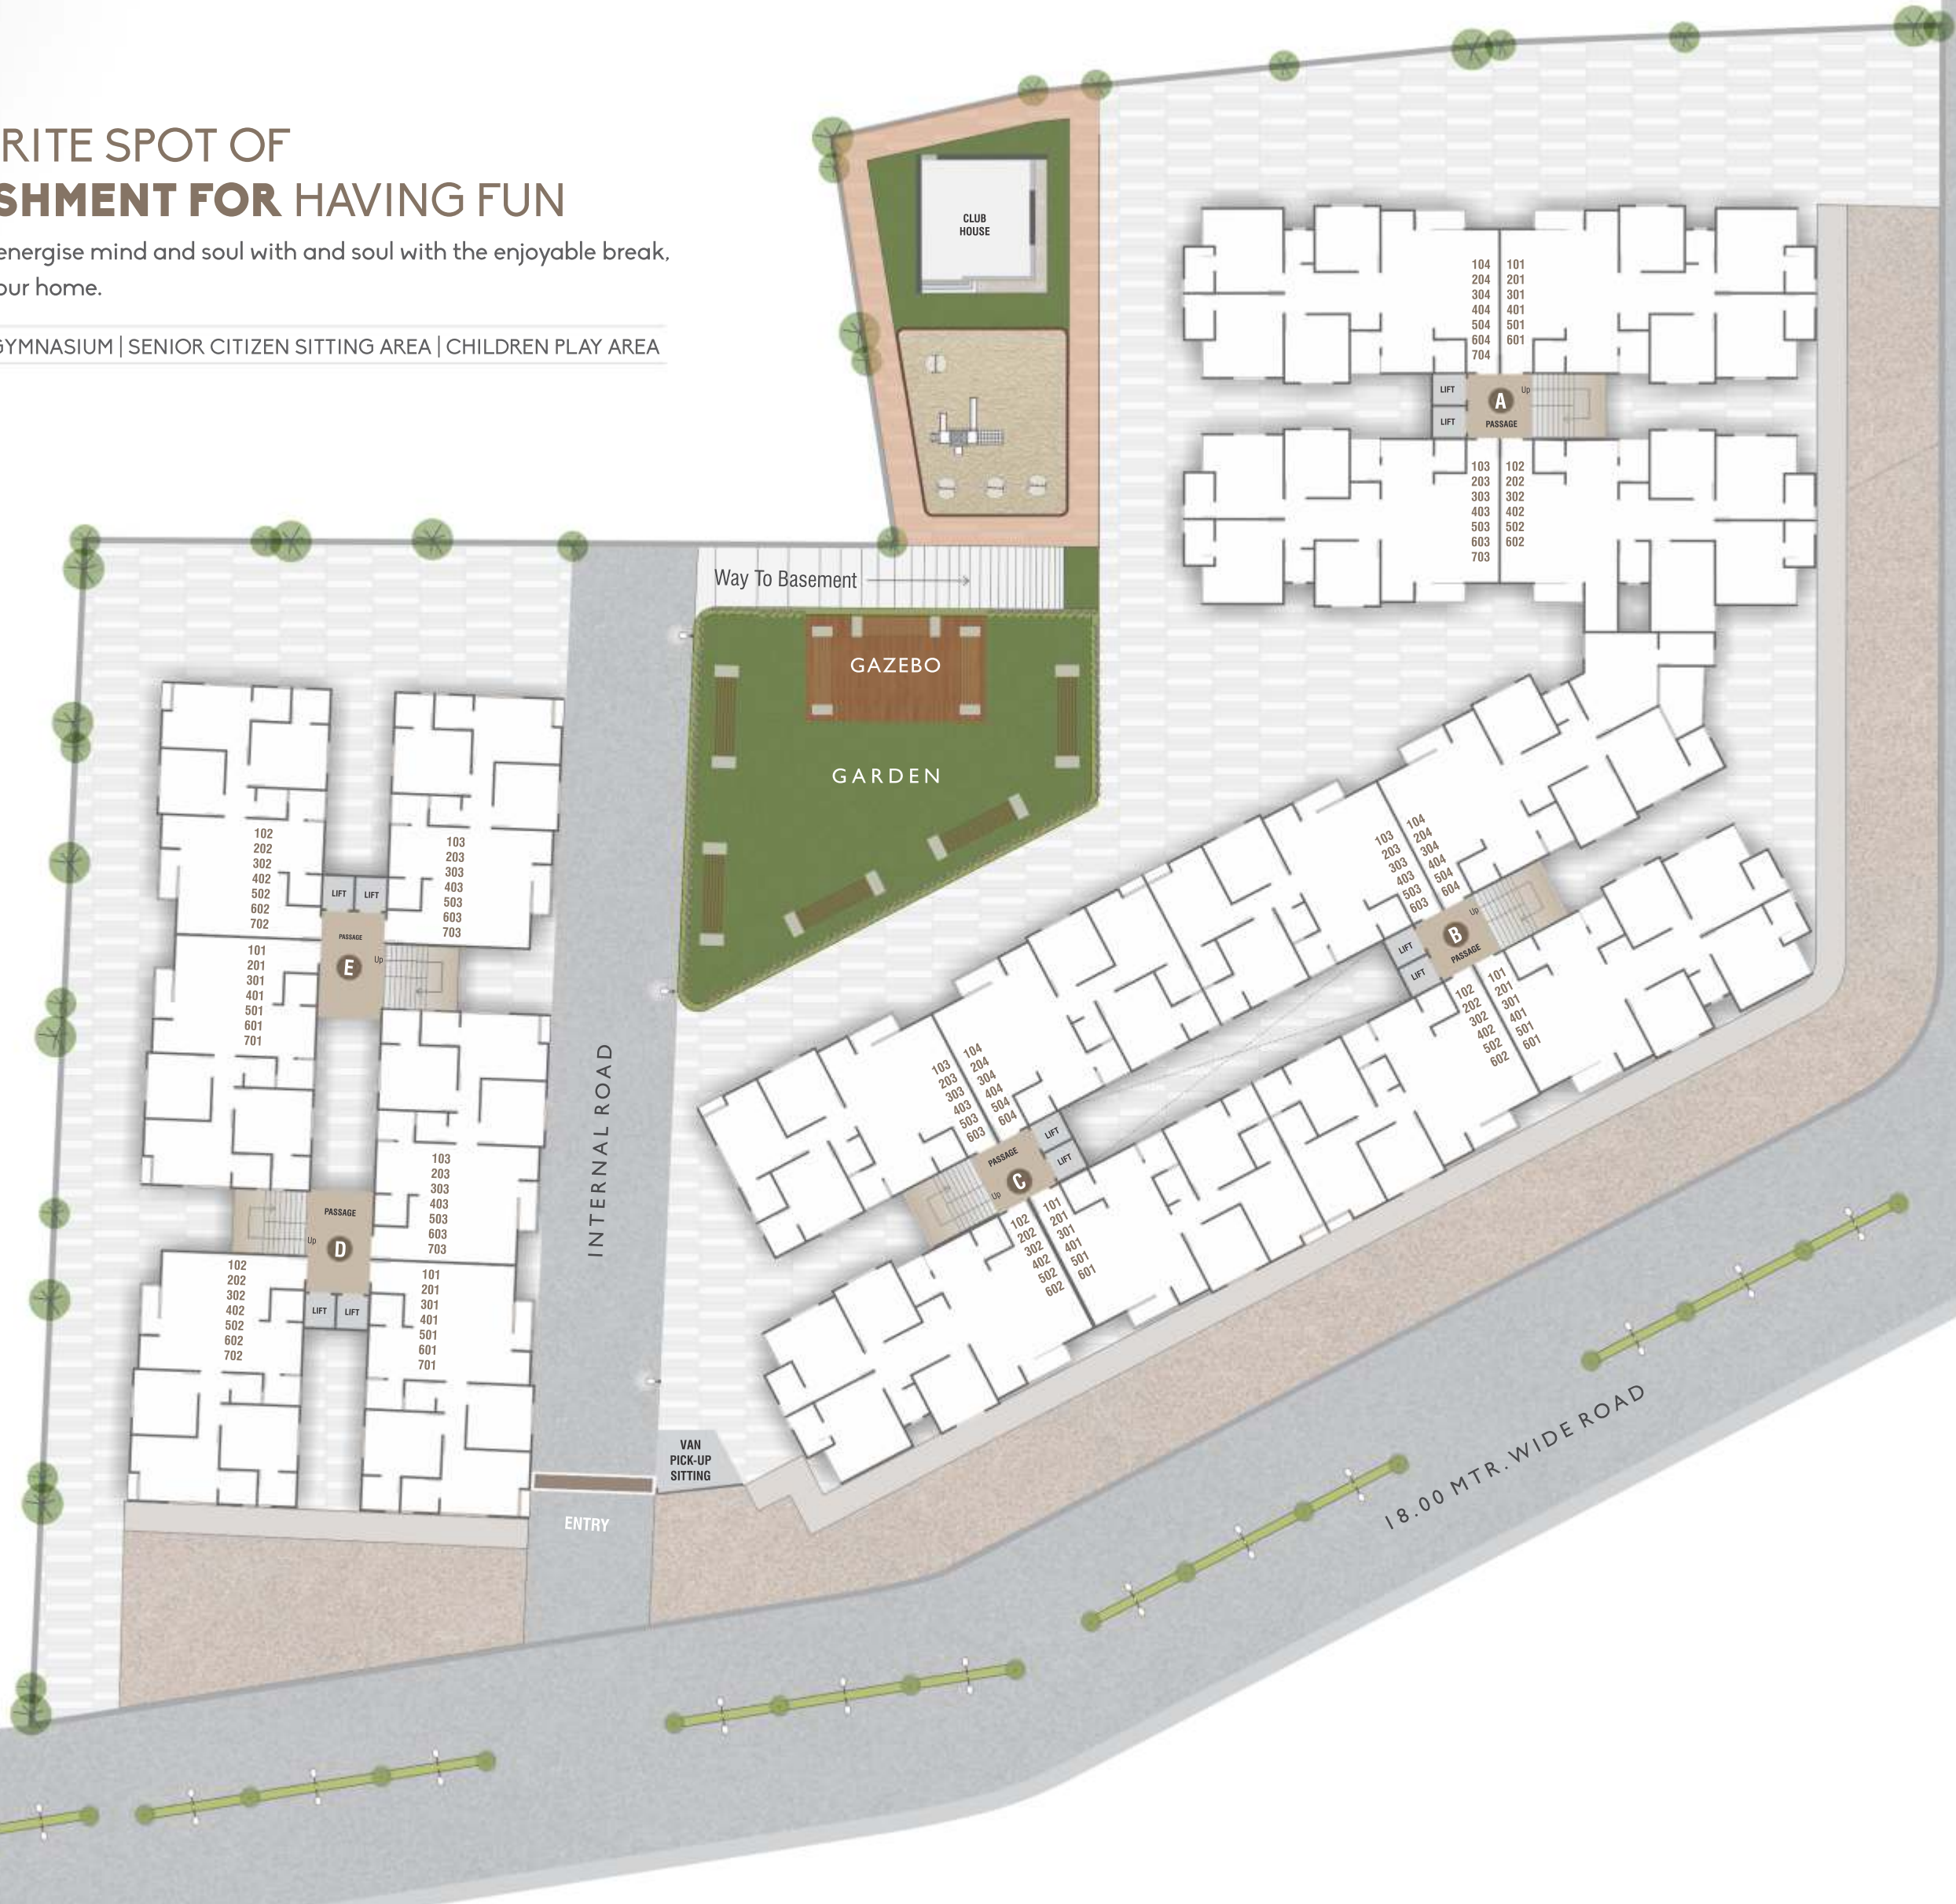 RITE SPOT OF
SHMENT FOR HAVING FUN
energise mind and soul with and soul with the enjoyable break,
our home.
GYMNASIUM | SENIOR CITIZEN SITTING AREA | CHILDREN PLAY AREA
CLUB
HOUSE
104 101
204 201
304 301
404 401
504 501
604 601
704
LIFT
LIFT
A
Up
PASSAGE
103 102
203 202
303 302
403 402
503 502
603 602
703
Way To Basement
GAZEBO
GARDEN
102
202
302
402
502
602
702
103
203
303
403
503
603
703
LIFT LIFT
PASSAGE
E
Up
101
201
301
401
501
601
701
103
203
303
403
503
603
703
PASSAGE
D
Up
LIFT LIFT
102
202
302
402
502
602
702
101
201
301
401
501
601
701
INTERNAL ROAD
103 104
203 204
303 304
403 404
503 504
603 604
LIFT
LIFT
B
Up
PASSAGE
102 101
202 201
302 301
402 401
502 501
602 601
103 104
203 204
303 304
403 404
503 504
603 604
LIFT
LIFT
PASSAGE
C
Up
102 101
202 201
302 301
402 401
502 501
602 601
VAN
PICK-UP
SITTING
ENTRY
18.00 MTR. WIDE ROAD